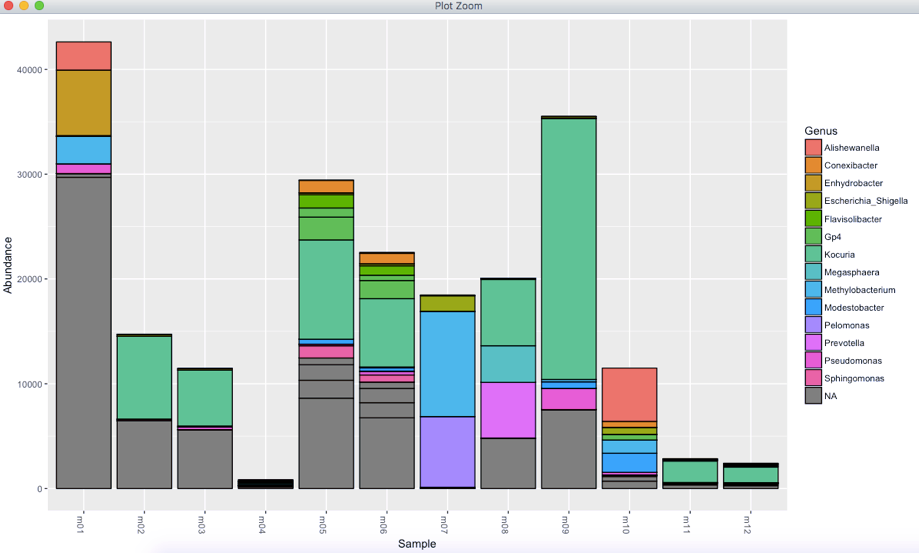 Plot Zoom
Abundance
40000
30000
20000
10000
0
m01 m02 m03 m04 m05 m06 m07 m08 m09 m10 m11 m12
Sample
Genus
Alishewanella
Conexibacter
Enhydrobacter
Escherichia_Shigella
Flavisolibacter
Gp4
Kocuria
Megasphaera
Methylobacterium
Modestobacter
Pelomonas
Prevotella
Pseudomonas
Sphingomonas
NA